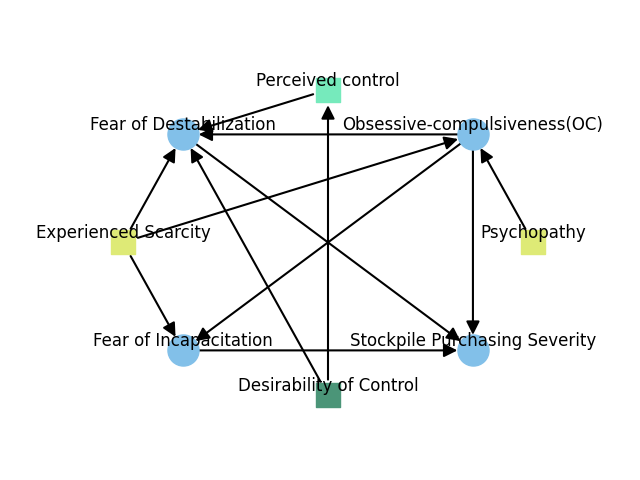 Perceived control
Fear of Destabilization
Obsessive-compulsiveness(OC)
Experienced Scarcity
Psychopathy
Fear of Incapacitation
Stockpile Purchasing Severity
Desirability of Control